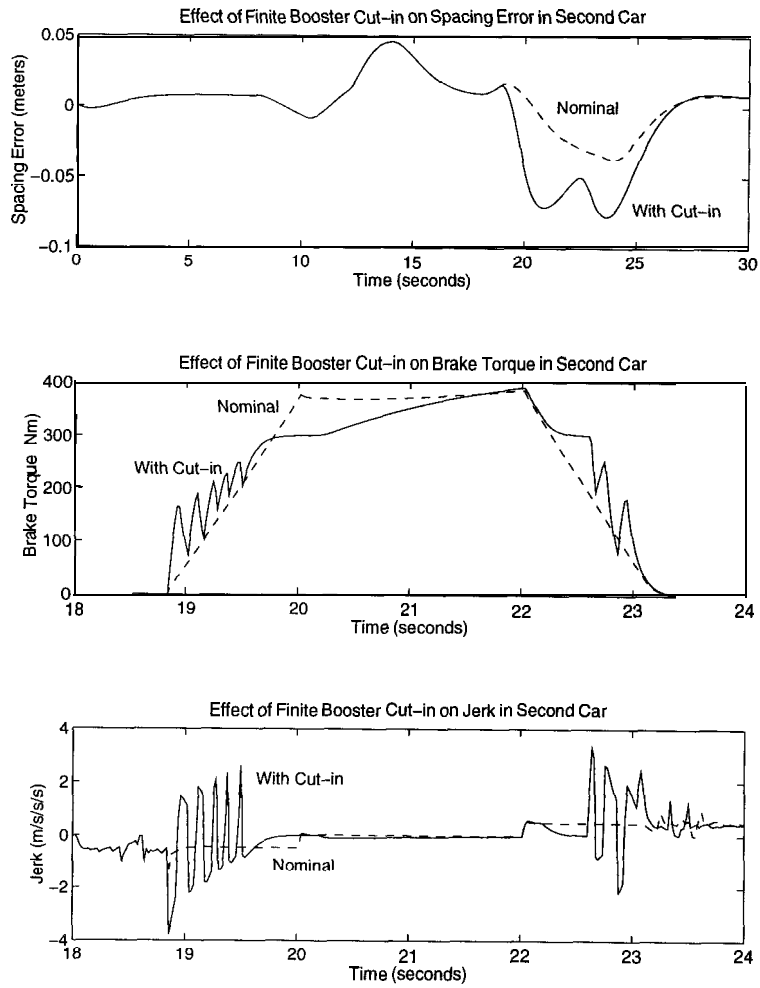 Effect of Finite Booster Cut-in on Spacing Error in Second Car
Spacing Error (meters)
0.05
0
-0.05
-0.1
Nominal
With Cut-in
0 5 10 15 20 25 30
Time (seconds)
Effect of Finite Booster Cut-in on Brake Torque in Second Car
Brake Torque Nm)
400
300
200
100
0
Nominal
With Cut-in
18 19 20 21 22 23 24
Time (seconds)
Effect of Finite Booster Cut-in on Jerk in Second Car
Jerk (m/s/s/s)
4
2
0
-2
-4
With Cut-in
Nominal
18 19 20 21 22 23 24
Time (seconds)